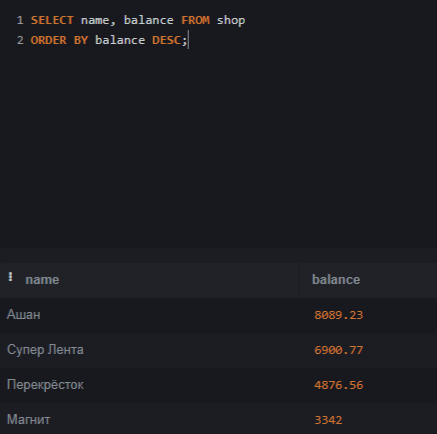 1 SELECT name, balance FROM shop
2 ORDER BY balance DESC;
name balance
Ашан 8089.23
Супер Лента 6900.77
Перекрёсток 4876.56
Магнит 3342